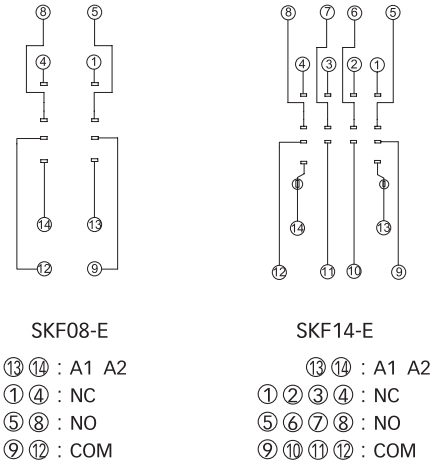 ⑧ ⑤ ⑧ ⑦ ⑥ ⑤
④ ① ④ ③ ② ①
⑭ ⑬ ⑭ ⑬
⑫ ⑨ ⑫ ⑪ ⑩ ⑨
SKF08-E
⑬ ⑭ : A1 A2
① ④ : NC
⑤ ⑧ : NO
⑨ ⑫ : COM
SKF14-E
⑬ ⑭ : A1 A2
① ② ③ ④ : NC
⑤ ⑥ ⑦ ⑧ : NO
⑨ ⑩ ⑪ ⑫ : COM